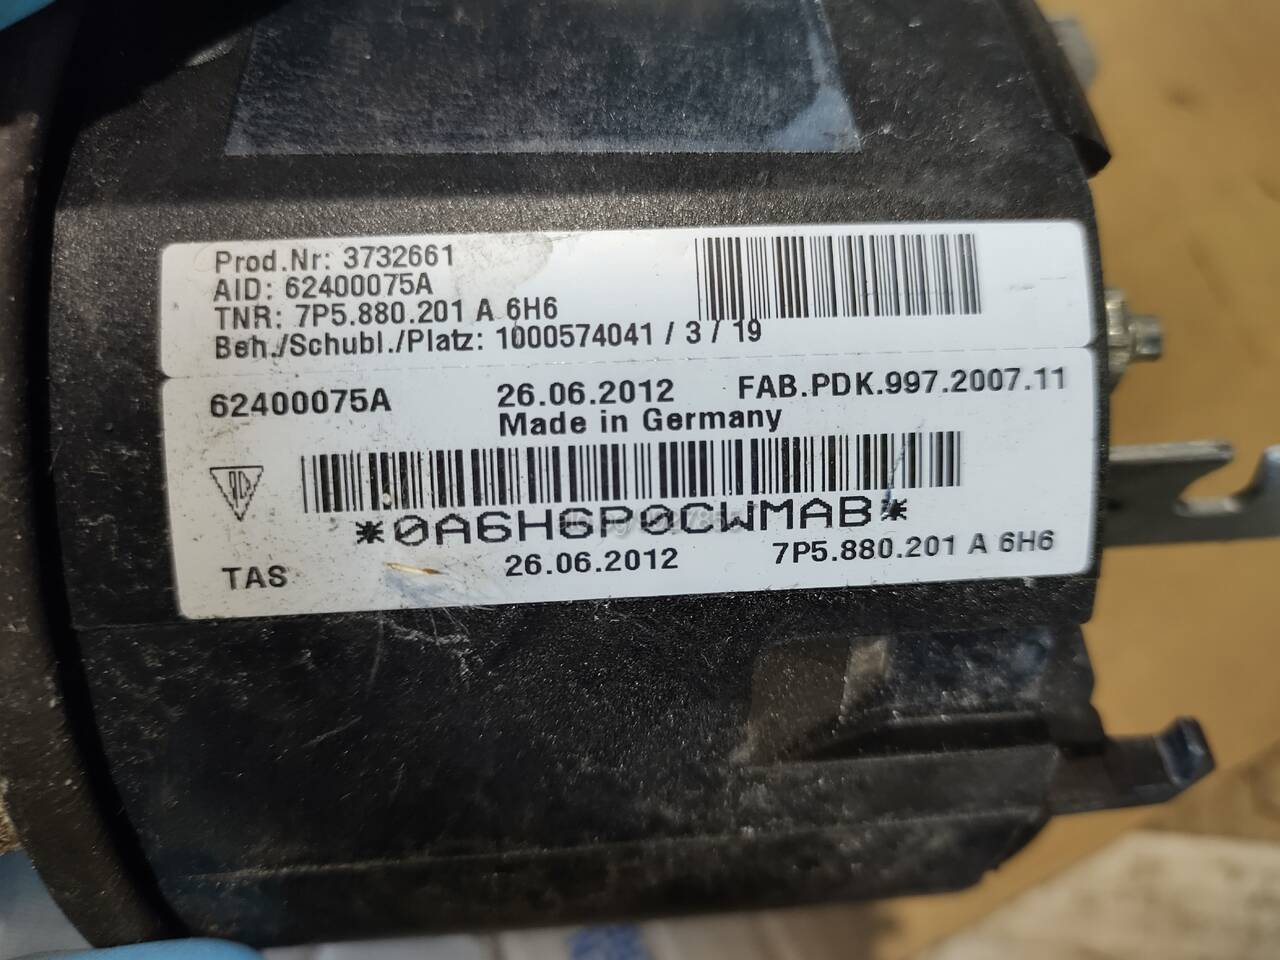 Prod.Nr: 3732661
AID: 62400075A
TNR: 7P5.880.201 A 6H6
Beh./Schubl./Platz: 1000574041 / 3 / 19
62400075A 26.06.2012 FAB.PDK.997.2007.11
Made in Germany
*0A6H6P0CWMAB*
TAS 26.06.2012 7P5.880.201 A 6H6